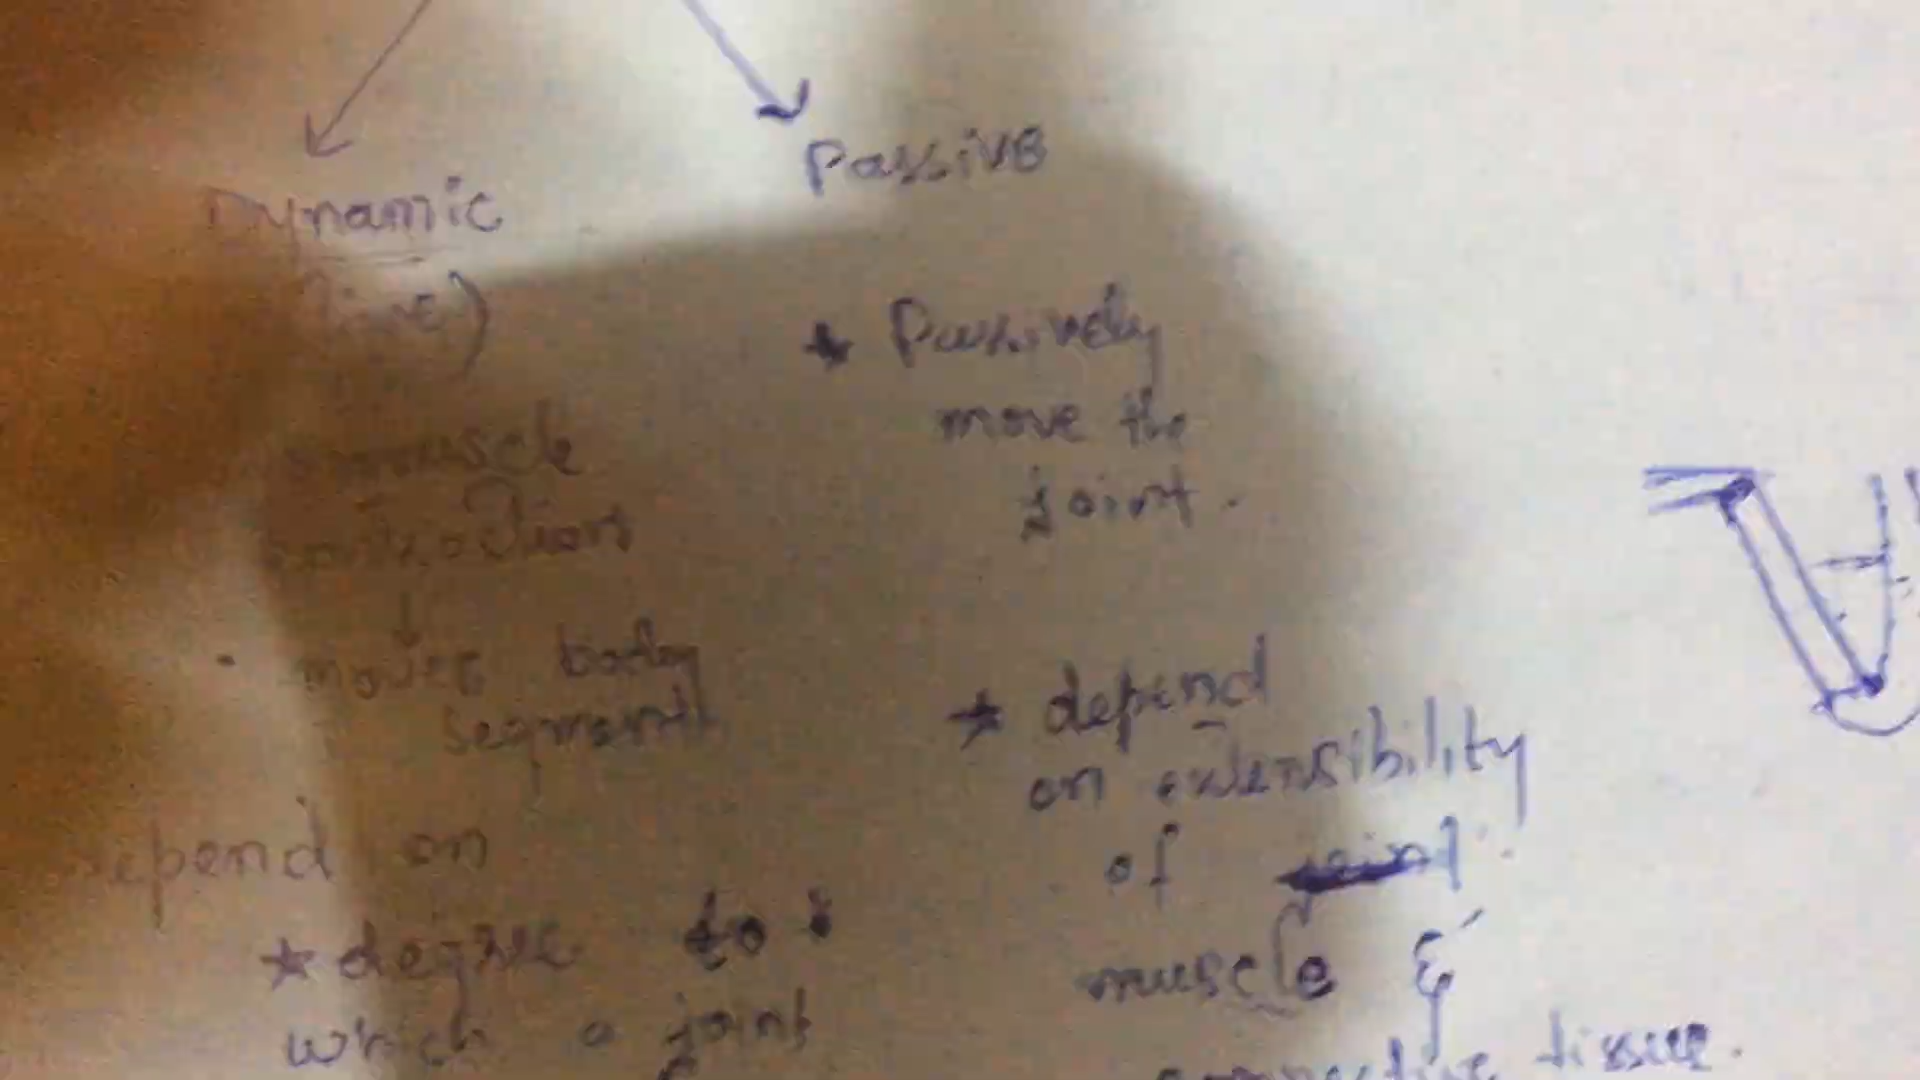 Dynamic
Passive
★ Passively
move the
joint.
muscle
contraction
moves body
segment
★ depend
on extensibility
of
muscle &
connective tissue.
depend on
★ degree to
which a joint